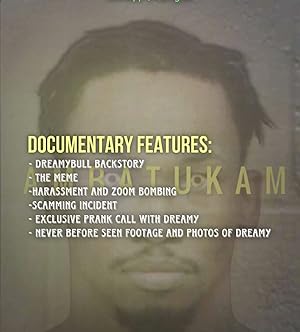 DOCUMENTARY FEATURES:
- DREAMYBULL BACKSTORY
- THE MEME
-HARASSMENT AND ZOOM BOMBING
-SCAMMING INCIDENT
- EXCLUSIVE PRANK CALL WITH DREAMY
- NEVER BEFORE SEEN FOOTAGE AND PHOTOS OF DREAMY